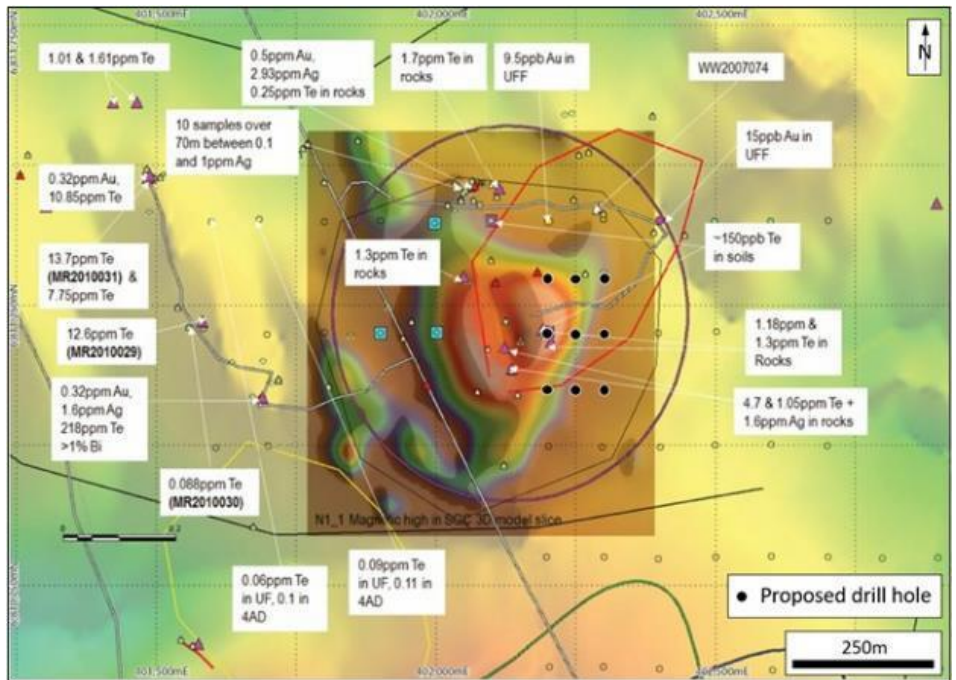 401,500mE
402,000mE
402,500mE
N
1.01 & 1.61ppm Te
0.5ppm Au,
2.93ppm Ag
0.25ppm Te in rocks
1.7ppm Te in
rocks
9.5ppb Au in
UFF
WW2007074
10 samples over
70m between 0.1
and 1ppm Ag
15ppb Au in
UFF
0.32ppm Au,
10.85ppm Te
~150ppb Te
in soils
1.3ppm Te in
rocks
13.7ppm Te
(MR2010031) &
7.75ppm Te
12.6ppm Te
(MR2010029)
1.18ppm &
1.3ppm Te in
Rocks
0.32ppm Au,
1.6ppm Ag
218ppm Te
>1% Bi
4.7 & 1.05ppm Te +
1.6ppm Ag in rocks
0.088ppm Te
(MR2010030)
N1_1 Magnetic high in SGC 3D model slice
0
0.2
0.06ppm Te
in UF, 0.1 in
4AD
0.09ppm Te
in UF, 0.11 in
4AD
Proposed drill hole
250m
401,500mE
402,000mE
402,500mE